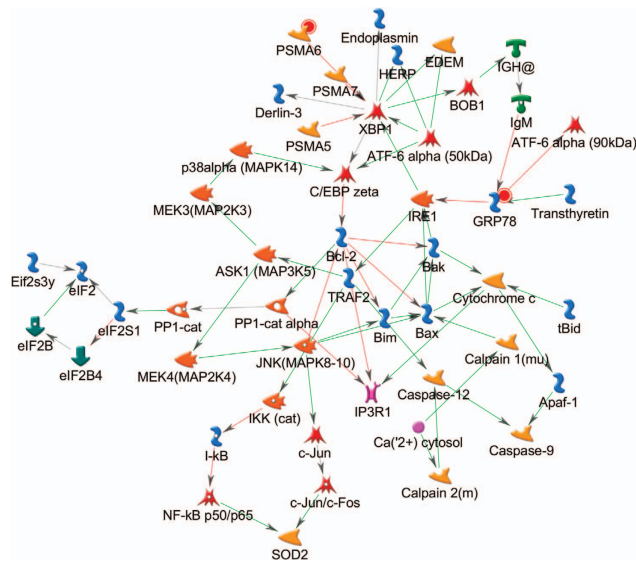 Endoplasmin
PSMA6
HERP
EDEM
IGH@
PSMA7
Derlin-3
XBP1
BOB1
IgM
PSMA5
ATF-6 alpha (50kDa)
ATF-6 alpha (90kDa)
p38alpha (MAPK14)
C/EBP zeta
MEK3(MAP2K3)
IRE1
GRP78
Transthyretin
Bcl-2
Bak
ASK1 (MAP3K5)
Eif2s3y
eIF2
TRAF2
Cytochrome c
eIF2S1
PP1-cat
PP1-cat alpha
Bim
Bax
tBid
eIF2B
eIF2B4
MEK4(MAP2K4)
JNK(MAPK8-10)
Calpain 1(mu)
Caspase-12
Apaf-1
IKK (cat)
IP3R1
Ca('2+) cytosol
I-kB
c-Jun
Caspase-9
Calpain 2(m)
NF-kB p50/p65
c-Jun/c-Fos
SOD2